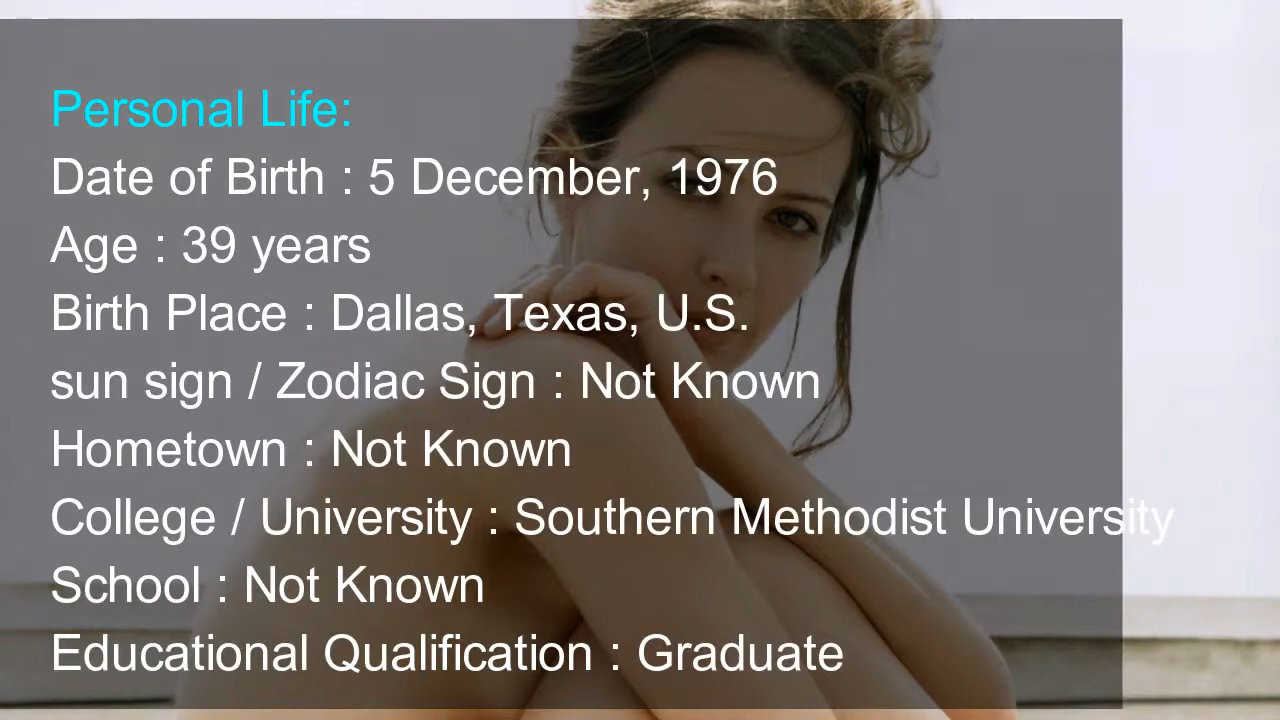 Personal Life:
Date of Birth : 5 December, 1976
Age : 39 years
Birth Place : Dallas, Texas, U.S.
sun sign / Zodiac Sign : Not Known
Hometown : Not Known
College / University : Southern Methodist University
School : Not Known
Educational Qualification : Graduate